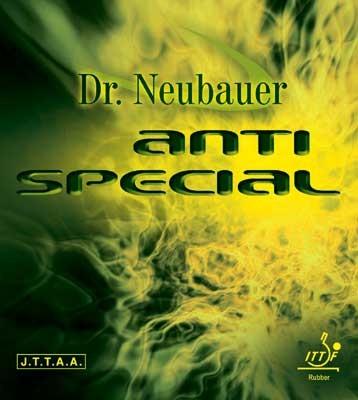 Dr. Neubauer
ANTI
SPECIAL
J.T.T.A.A.
ITTF
Rubber